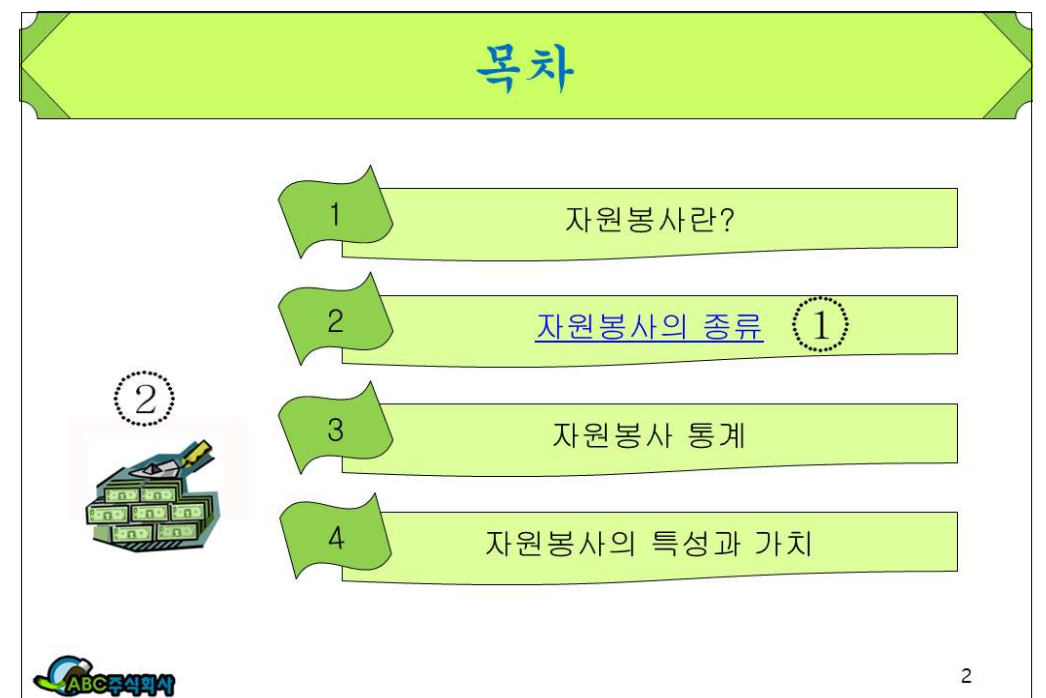 목차
1 자원봉사란?
2 자원봉사의 종류 ①
②
3 자원봉사 통계
4 자원봉사의 특성과 가치
ABC주식회사
2